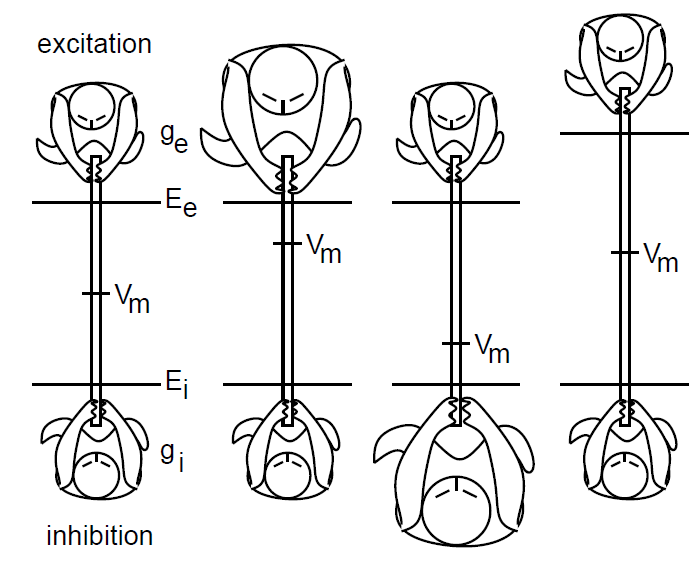 excitation
g_e
E_e
V_m
V_m
V_m
V_m
E_i
g_i
inhibition